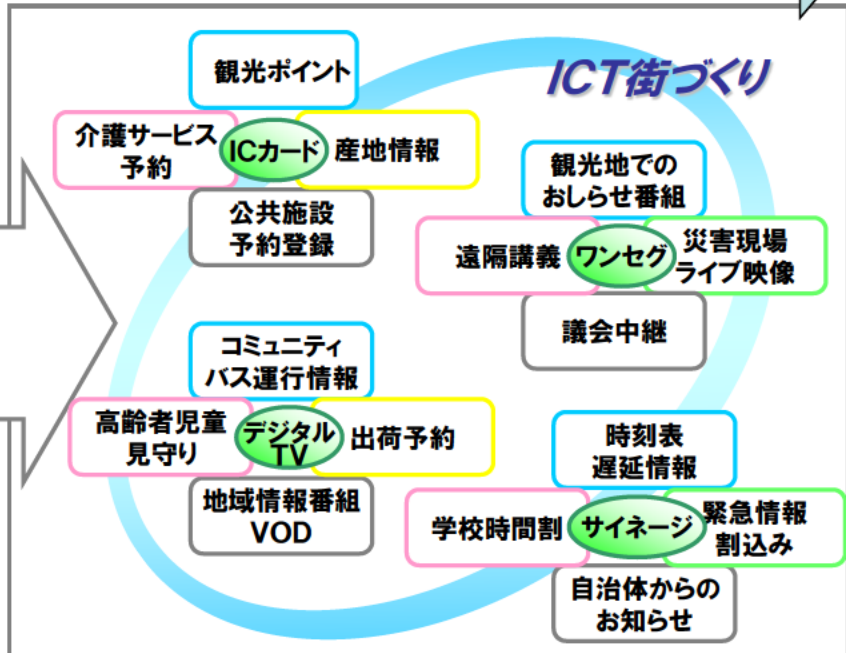 ICT街づくり
観光ポイント
介護サービス
予約
ICカード
産地情報
公共施設
予約登録
観光地での
おしらせ番組
遠隔講義
ワンセグ
災害現場
ライブ映像
議会中継
コミュニティ
バス運行情報
高齢者児童
見守り
デジタル
TV
出荷予約
地域情報番組
VOD
時刻表
遅延情報
学校時間割
サイネージ
緊急情報
割込み
自治体からの
お知らせ